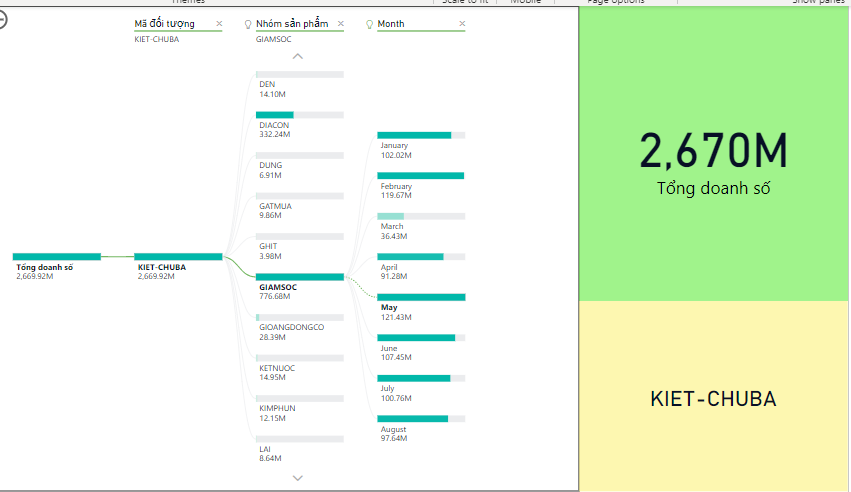 Themes
Scale to fit
Mobile
Page options
Show panes
Mã đối tượng ×
KIET-CHUBA
Nhóm sản phẩm ×
GIAMSOC
Month ×
Tổng doanh số
2,669.92M
KIET-CHUBA
2,669.92M
DEN
14.10M
DIACON
332.24M
DUNG
6.91M
GATMUA
9.86M
GHIT
3.98M
GIAMSOC
776.68M
GIOANGDONGCO
28.39M
KETNUOC
14.95M
KIMPHUN
12.15M
LAI
8.64M
January
102.02M
February
119.67M
March
36.43M
April
91.28M
May
121.43M
June
107.45M
July
100.76M
August
97.64M
2,670M
Tổng doanh số
KIET-CHUBA